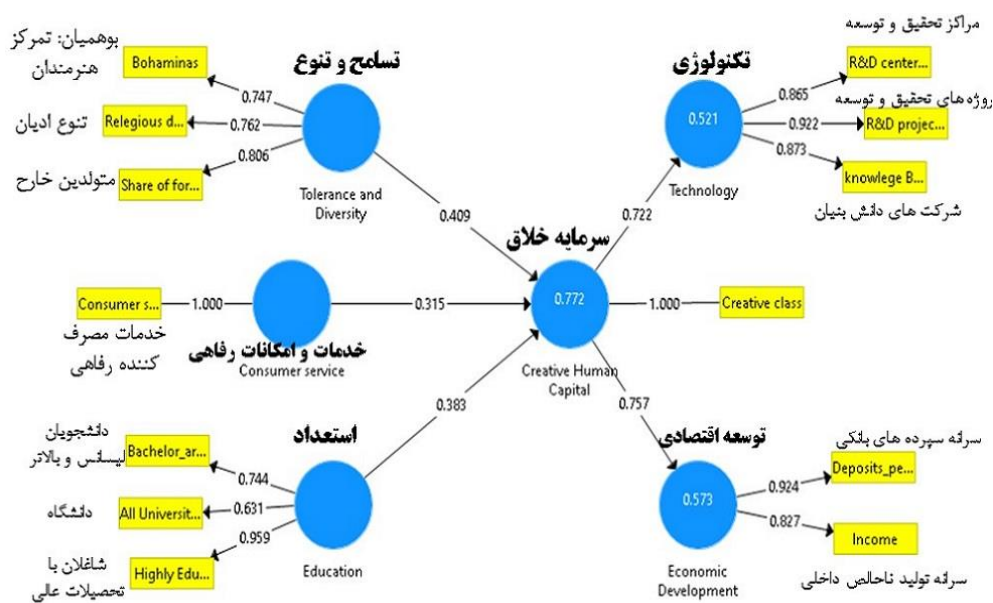 بوهمیان: تمرکز
هنرمندان
Bohaminas
0.747
تنوع ادیان
Relegious d...
0.762
متولدین خارج
Share of for...
0.806
تسامح و تنوع
Tolerance and
Diversity
0.409
Consumer s...
1.000
خدمات مصرف
کننده رفاهی
0.315
خدمات و امکانات رفاهی
Consumer service
دانشجویان
لیسانس و بالاتر
Bachelor_ar...
0.744
دانشگاه
All Universit...
0.631
شاغلان با
تحصیلات عالی
Highly Edu...
0.959
استعداد
Education
0.383
سرمایه خلاق
0.772
Creative Human
Capital
1.000
Creative class
0.722
تکنولوژی
0.521
Technology
مراکز تحقیق و توسعه
R&D center...
0.865
روژه های تحقیق و توسعه
R&D projec...
0.922
knowlege B...
0.873
شرکت های دانش بنیان
0.757
توسعه اقتصادی
0.573
Economic
Development
سرانه سپرده های بانکی
Deposits_pe...
0.924
Income
0.827
سرانه تولید ناخالص داخلی